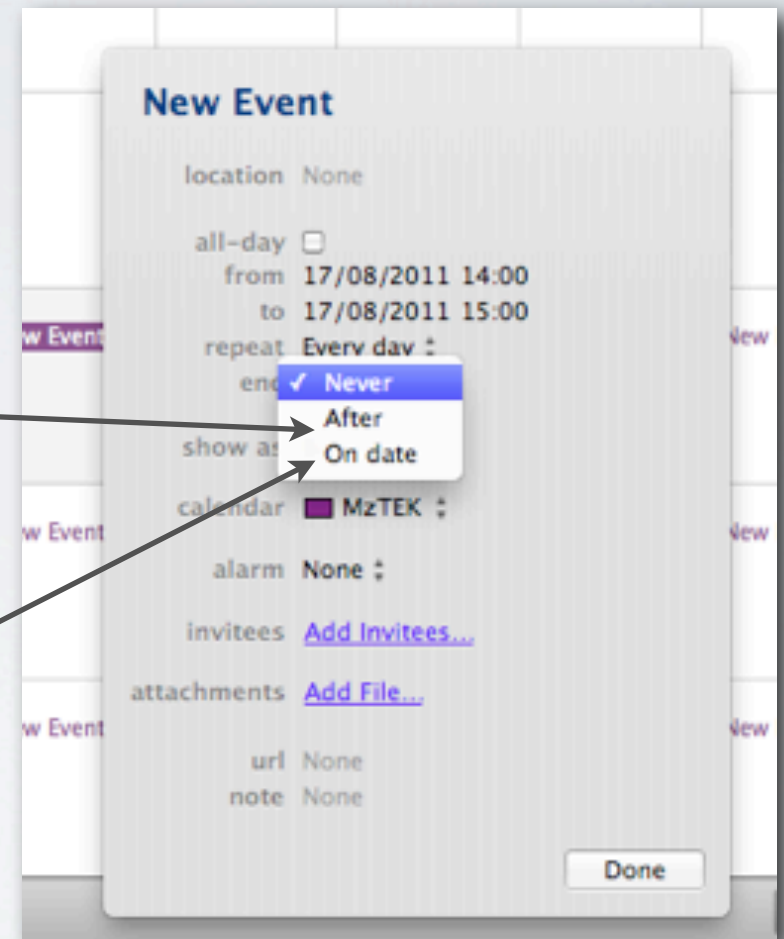 New Event
location None
all-day
from 17/08/2011 14:00
to 17/08/2011 15:00
w Event
New
repeat Every day
end ✓ Never
After
show as
On date
calendar MzTEK
w Event
New
alarm None
invitees Add Invitees...
attachments Add File...
w Event
New
url None
note None
Done